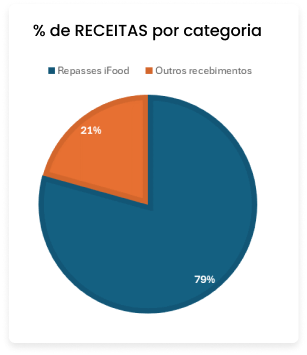 % de RECEITAS por categoria
Repasses iFood Outros recebimentos
21%
79%